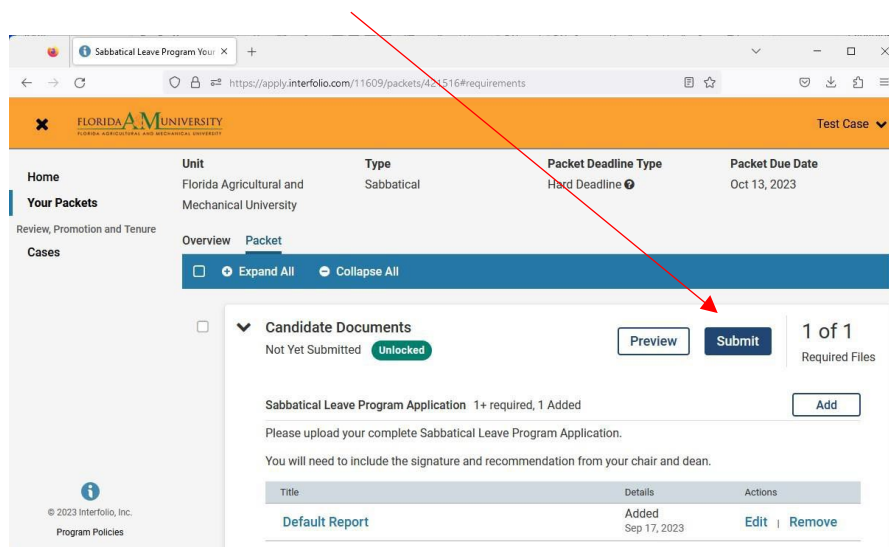 Sabbatical Leave Program Your
https://apply.interfolio.com/11609/packets/421516#requirements
FLORIDA A M UNIVERSITY
FLORIDA AGRICULTURAL AND MECHANICAL UNIVERSITY
Test Case
Home
Your Packets
Review, Promotion and Tenure
Cases
Unit
Florida Agricultural and
Mechanical University
Type
Sabbatical
Packet Deadline Type
Hard Deadline
Packet Due Date
Oct 13, 2023
Overview Packet
Expand All Collapse All
Candidate Documents
Not Yet Submitted Unlocked
Preview Submit
1 of 1
Required Files
Sabbatical Leave Program Application 1+ required, 1 Added
Add
Please upload your complete Sabbatical Leave Program Application.
You will need to include the signature and recommendation from your chair and dean.
Title Details Actions
Default Report
Added
Sep 17, 2023
Edit | Remove
© 2023 Interfolio, Inc.
Program Policies